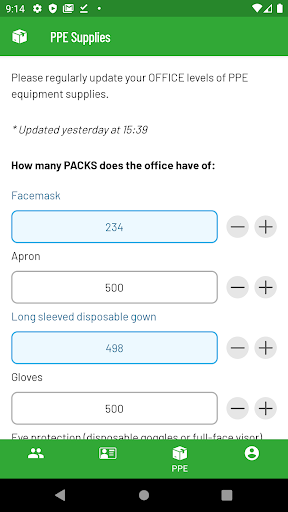 9:14
PPE Supplies
Please regularly update your OFFICE levels of PPE
equipment supplies.
* Updated yesterday at 15:39
How many PACKS does the office have of:
Facemask
234
Apron
500
Long sleeved disposable gown
498
Gloves
500
Eye protection (disposable goggles or full-face visor)
PPE